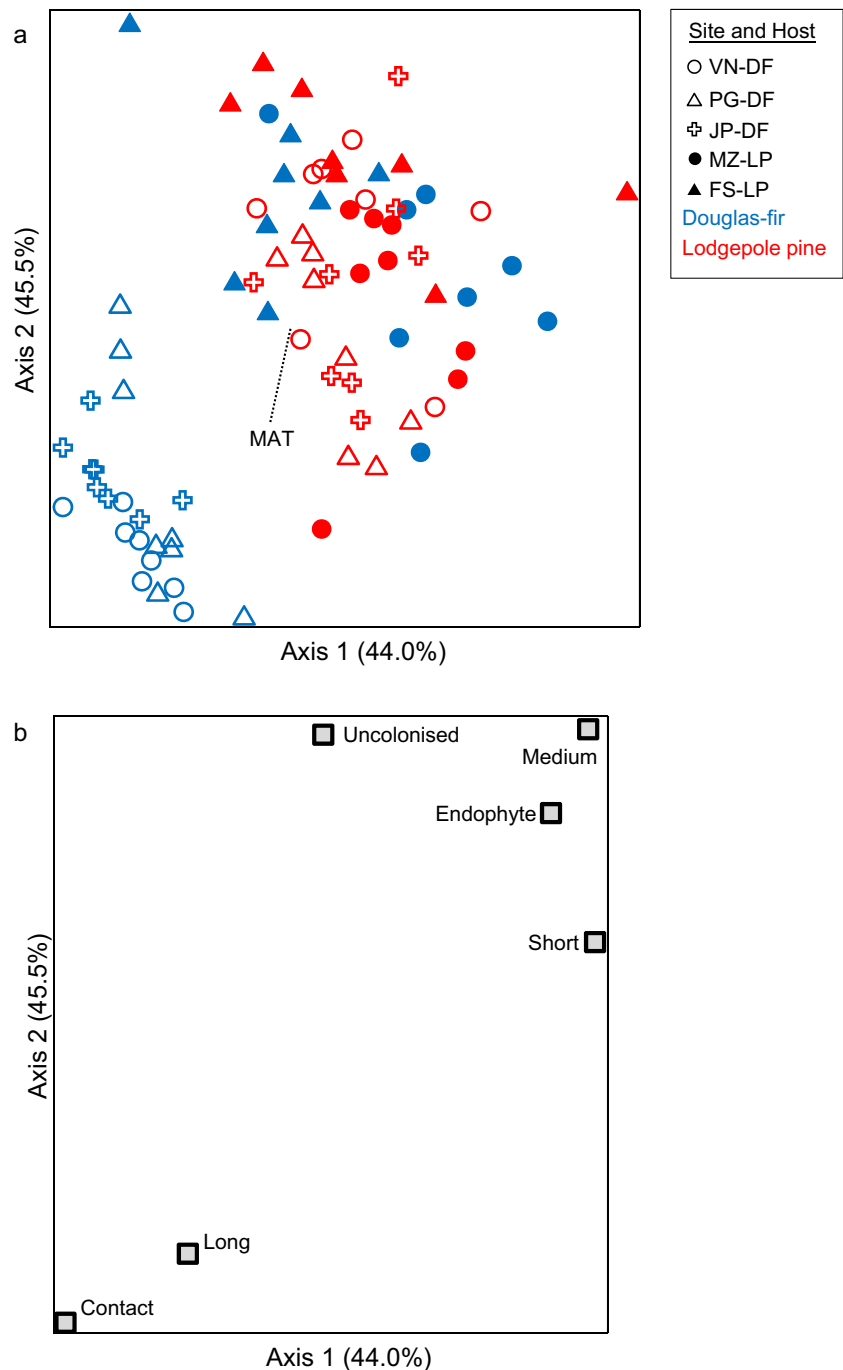 a
Site and Host
VN-DF
PG-DF
JP-DF
MZ-LP
FS-LP
Douglas-fir
Lodgepole pine
Axis 2 (45.5%)
MAT
Axis 1 (44.0%)
b
Uncolonised
Medium
Endophyte
Short
Axis 2 (45.5%)
Long
Contact
Axis 1 (44.0%)